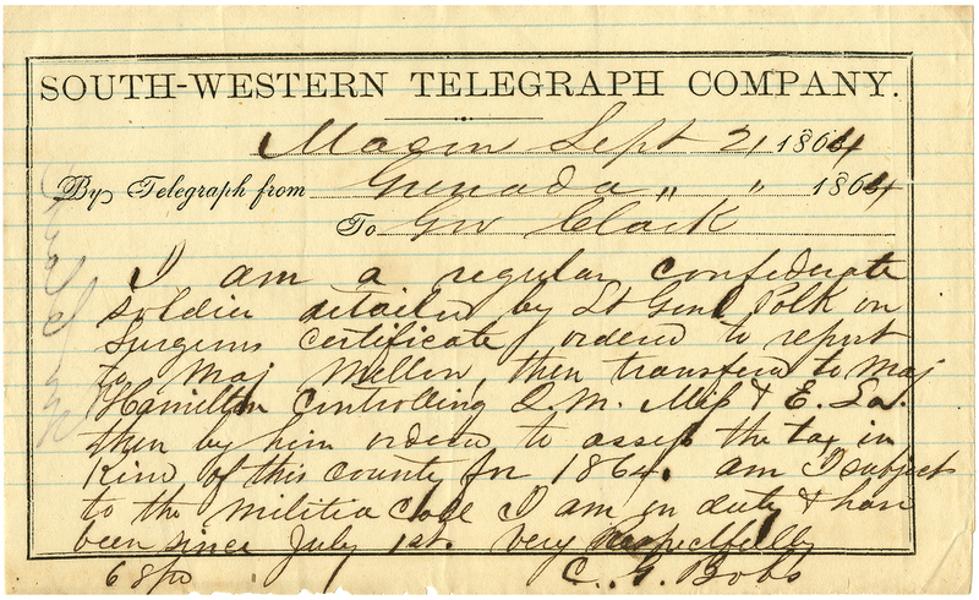 SOUTH-WESTERN TELEGRAPH COMPANY.
Macon Sept 21 1864
By Telegraph from Grenada " " 1864
To Gov Clark
I am a regular confederate
soldier detailed by Lt Genl Polk on
surgeons certificate, ordered to report
to Maj Mellon, then transferd to Maj
Hamilton Controlling Q.M. Miss & E. La.
then by him ordered to assess the tax in
Kind of this county for 1864. am I subject
to the militia call I am on duty & have
been since July 1st. Very respectfully
68 pd C. G. Bobo